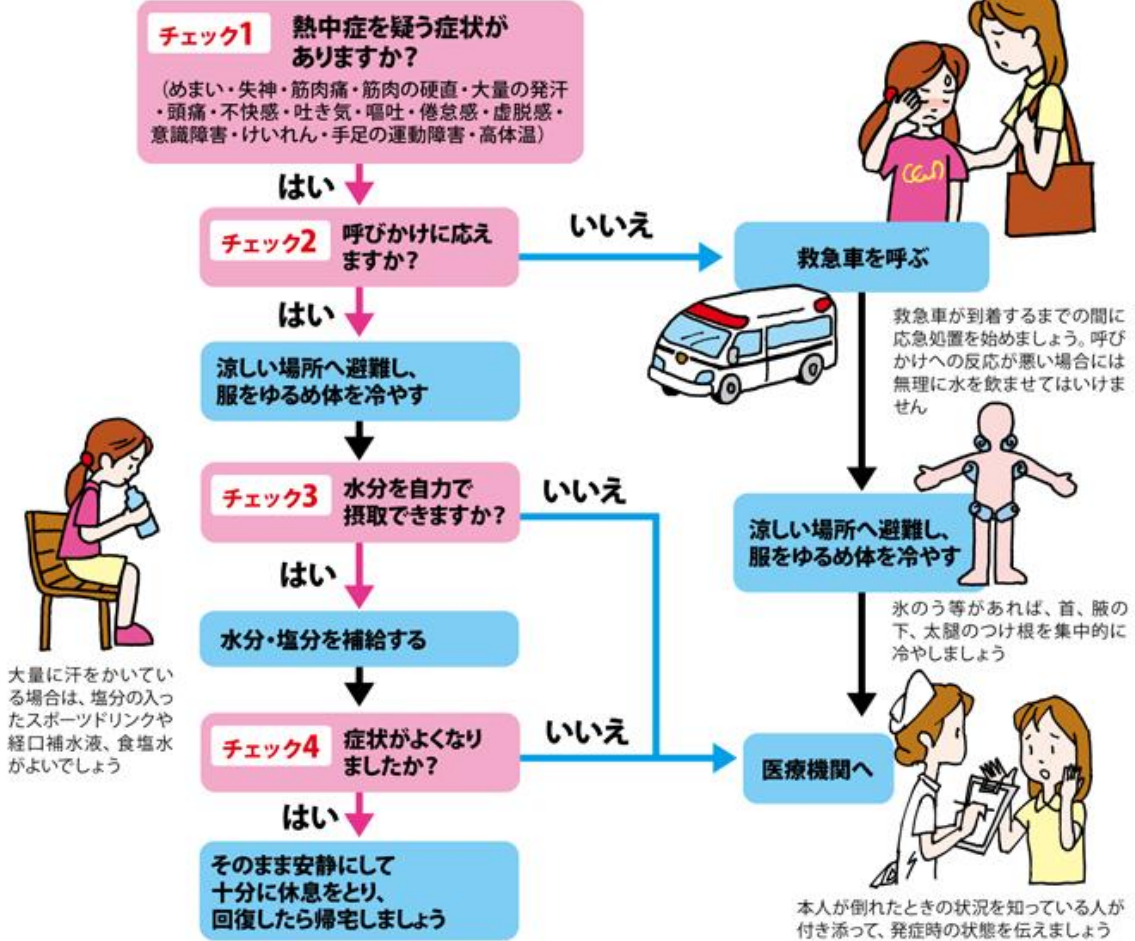 チェック1
熱中症を疑う症状が
ありますか?
(めまい・失神・筋肉痛・筋肉の硬直・大量の発汗
・頭痛・不快感・吐き気・嘔吐・倦怠感・虚脱感・
意識障害・けいれん・手足の運動障害・高体温)
はい
チェック2
呼びかけに応え
ますか?
いいえ
救急車を呼ぶ
救急車が到着するまでの間に
応急処置を始めましょう。呼び
かけへの反応が悪い場合には
無理に水を飲ませてはいけま
せん
はい
涼しい場所へ避難し、
服をゆるめ体を冷やす
チェック3
水分を自力で
摂取できますか?
いいえ
涼しい場所へ避難し、
服をゆるめ体を冷やす
氷のう等があれば、首、腋の
下、太腿のつけ根を集中的に
冷やしましょう
はい
水分・塩分を補給する
大量に汗をかいてい
る場合は、塩分の入っ
たスポーツドリンクや
経口補水液、食塩水
がよいでしょう
チェック4
症状がよくなり
ましたか?
いいえ
医療機関へ
はい
そのまま安静にして
十分に休息をとり、
回復したら帰宅しましょう
本人が倒れたときの状況を知っている人が
付き添って、発症時の状態を伝えましょう